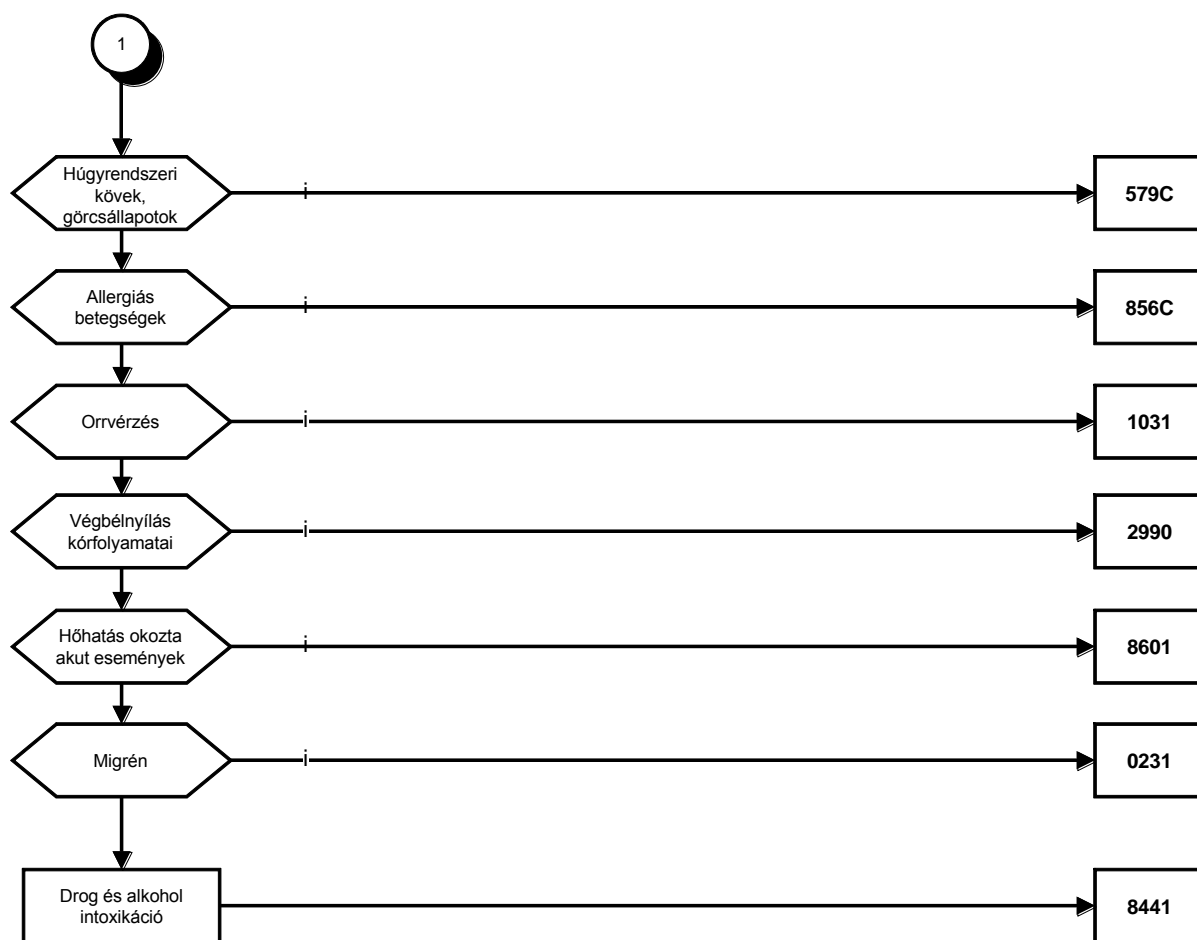 1
Húgyrendszeri
kövek,
görcsállapotok
i
579C
Allergiás
betegségek
i
856C
Orrvérzés
i
1031
Végbélnyílás
kórfolyamatai
i
2990
Hőhatás okozta
akut események
i
8601
Migrén
i
0231
Drog és alkohol
intoxikáció
8441